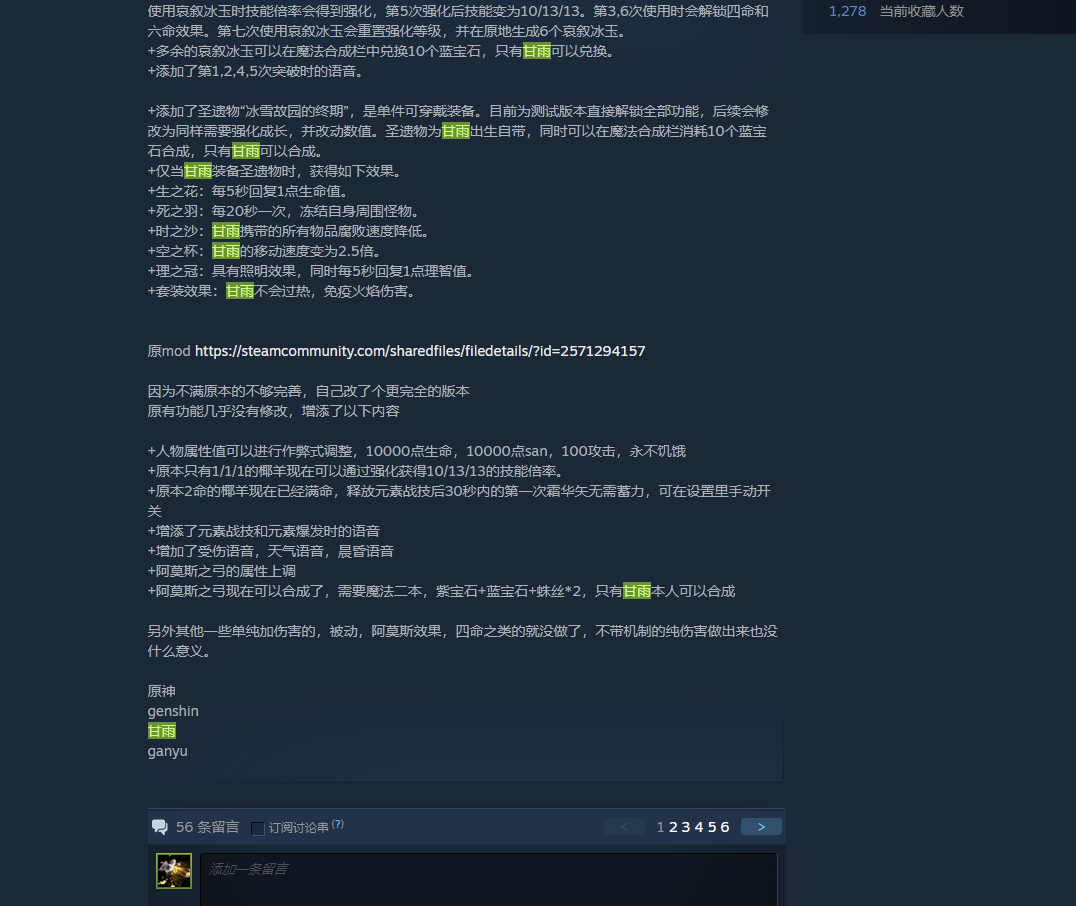 使用哀叙冰玉时技能倍率会得到强化，第5次强化后技能变为10/13/13。第3,6次使用时会解锁四命和
1,278 当前收藏人数
六命效果。第七次使用哀叙冰玉会重置强化等级，并在原地生成6个哀叙冰玉。
+多余的哀叙冰玉可以在魔法合成栏中兑换10个蓝宝石，只有甘雨可以兑换。
+添加了第1,2,4,5次突破时的语音。
+添加了圣遗物“冰雪故园的终期”，是单件可穿戴装备。目前为测试版本直接解锁全部功能，后续会修
改为同样需要强化成长，并改动数值。圣遗物为甘雨出生自带，同时可以在魔法合成栏消耗10个蓝宝
石合成，只有甘雨可以合成。
+仅当甘雨装备圣遗物时，获得如下效果。
+生之花：每5秒回复1点生命值。
+死之羽：每20秒一次，冻结自身周围怪物。
+时之沙：甘雨携带的所有物品腐败速度降低。
+空之杯：甘雨的移动速度变为2.5倍。
+理之冠：具有照明效果，同时每5秒回复1点理智值。
+套装效果：甘雨不会过热，免疫火焰伤害。
原mod https://steamcommunity.com/sharedfiles/filedetails/?id=2571294157
因为不满原本的不够完善，自己改了个更完全的版本
原有功能几乎没有修改，增添了以下内容
+人物属性值可以进行作弊式调整，10000点生命，10000点san，100攻击，永不饥饿
+原本只有1/1/1的椰羊现在可以通过强化获得10/13/13的技能倍率。
+原本2命的椰羊现在已经满命，释放元素战技后30秒内的第一次霜华矢无需蓄力，可在设置里手动开
关
+增添了元素战技和元素爆发时的语音
+增加了受伤语音，天气语音，晨昏语音
+阿莫斯之弓的属性上调
+阿莫斯之弓现在可以合成了，需要魔法二本，紫宝石+蓝宝石+蛛丝*2，只有甘雨本人可以合成
另外其他一些单纯加伤害的，被动，阿莫斯效果，四命之类的就没做了，不带机制的纯伤害做出来也没
什么意义。
原神
genshin
甘雨
ganyu
56 条留言 订阅讨论串 (?) < 1 2 3 4 5 6 >
添加一条留言